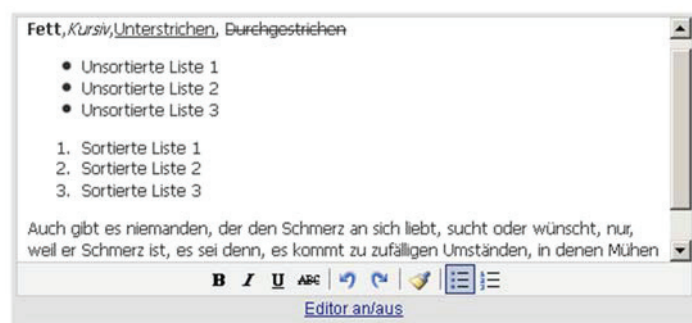 Fett,Kursiv,Unterstrichen, Durchgestrichen
• Unsortierte Liste 1
• Unsortierte Liste 2
• Unsortierte Liste 3
1. Sortierte Liste 1
2. Sortierte Liste 2
3. Sortierte Liste 3
Auch gibt es niemanden, der den Schmerz an sich liebt, sucht oder wünscht, nur,
weil er Schmerz ist, es sei denn, es kommt zu zufälligen Umständen, in denen Mühen
B I U ABC
Editor an/aus